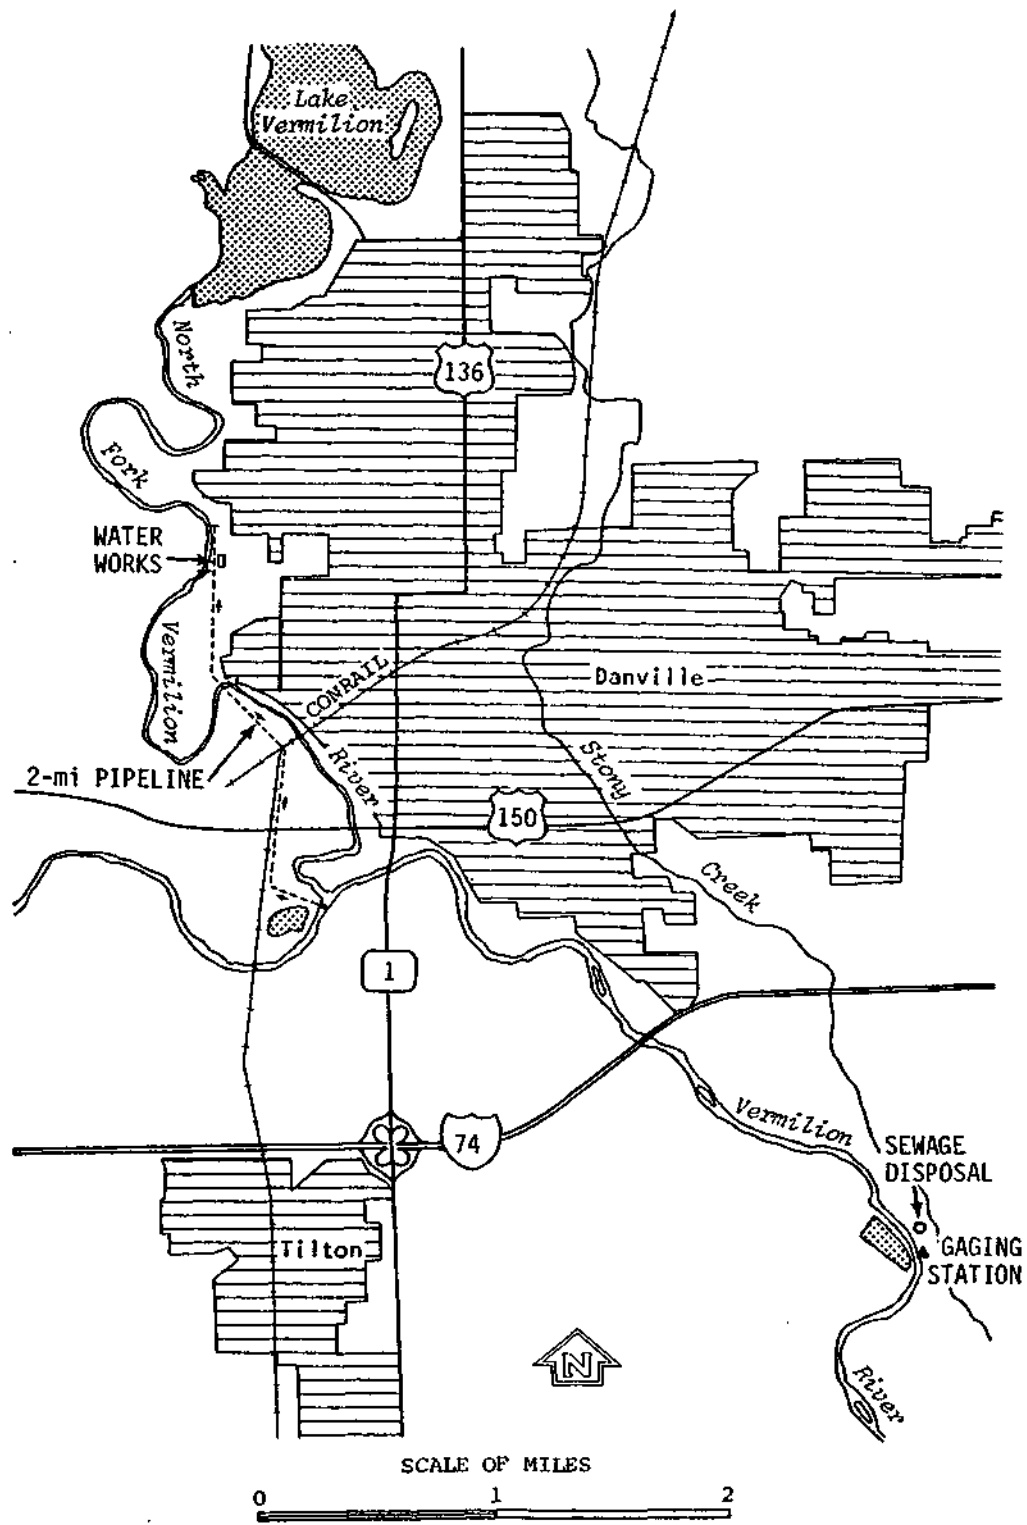 Lake
Vermilion
North
136
Fork
WATER
WORKS
Vermilion
CONRAIL
Danville
2-mi PIPELINE
River
Stony
150
Creek
1
74
Vermilion
SEWAGE
DISPOSAL
GAGING
STATION
Tilton
N
River
SCALE OF MILES
0 1 2